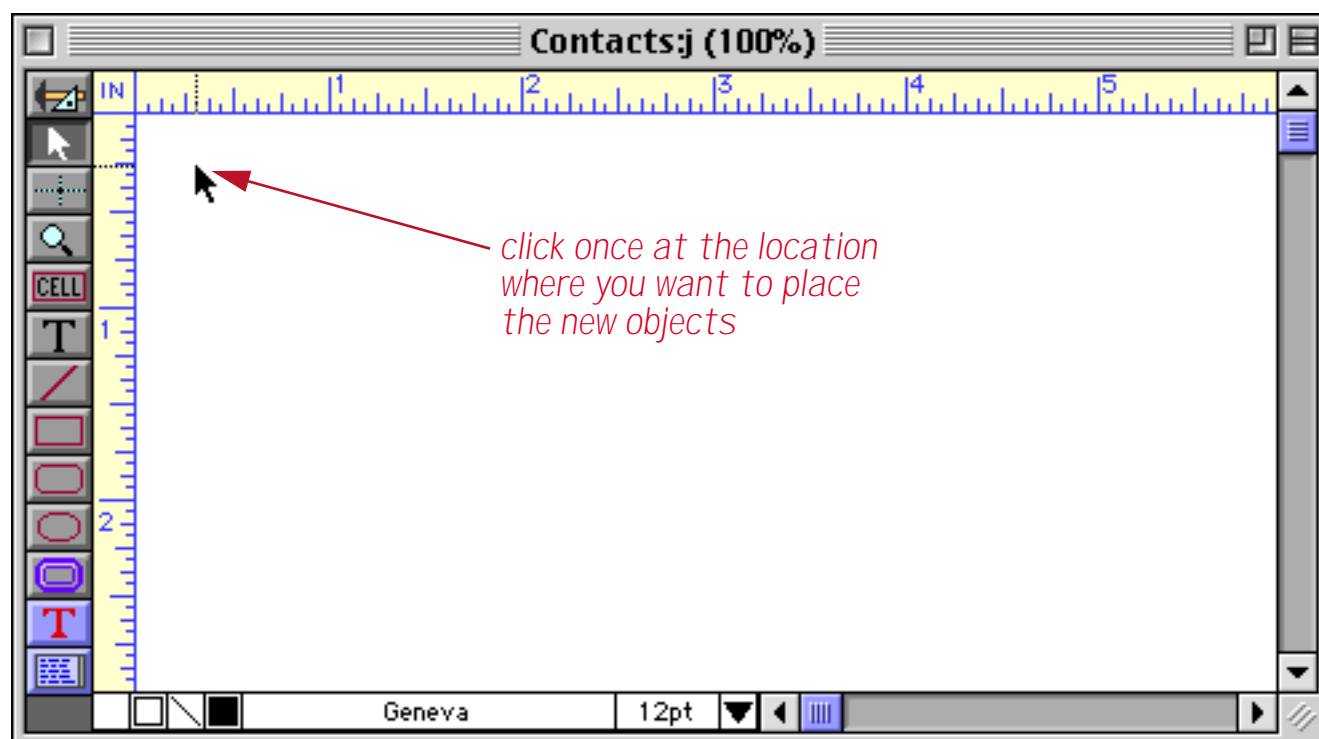 Contacts:j (100%)
IN 1 2 3 4 5
click once at the location
where you want to place
the new objects
CELL
T
1
2
T
Geneva 12pt